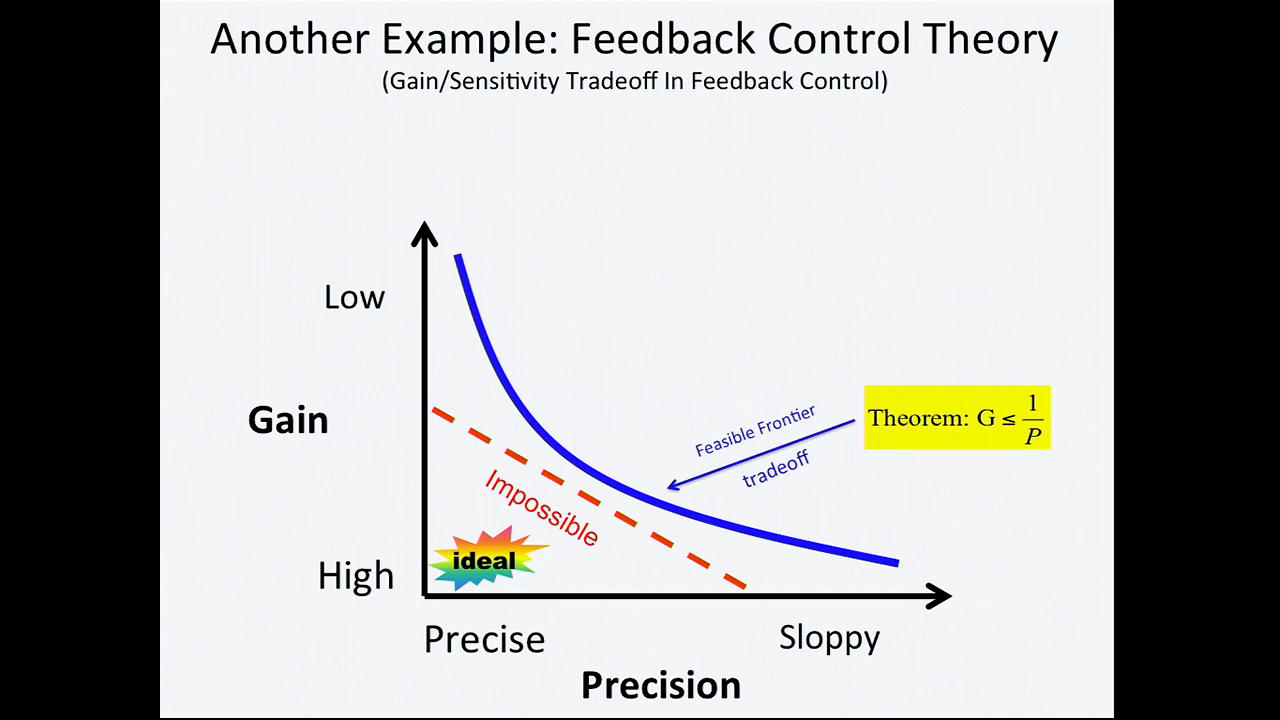 Another Example: Feedback Control Theory
(Gain/Sensitivity Tradeoff In Feedback Control)
Low
Gain
High
Feasible Frontier
tradeoff
Theorem: G ≤ 1/P
Impossible
ideal
Precise
Sloppy
Precision